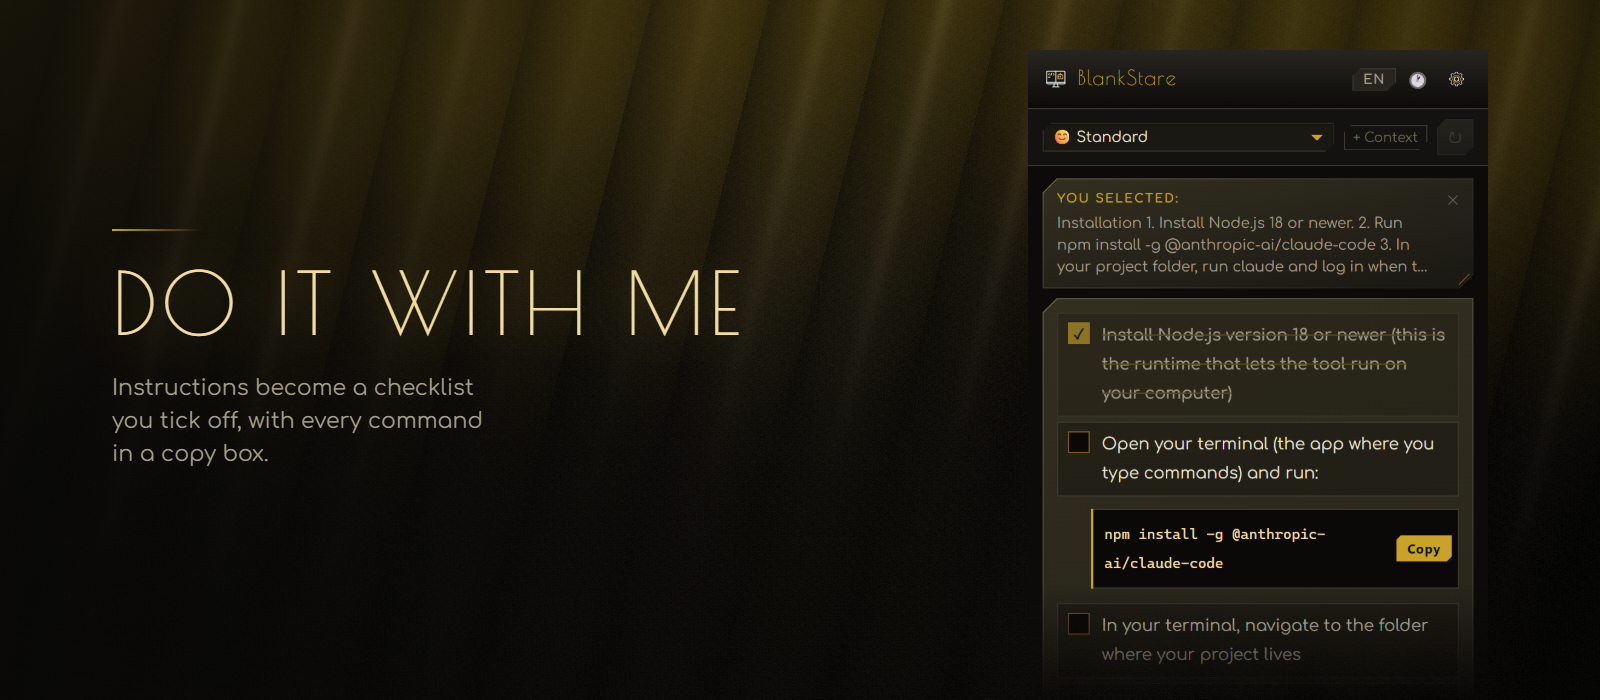 DO IT WITH ME
Instructions become a checklist
you tick off, with every command
in a copy box.
BlankStare
EN
Standard
+ Context
YOU SELECTED:
Installation 1. Install Node.js 18 or newer. 2. Run
npm install -g @anthropic-ai/claude-code 3. In
your project folder, run claude and log in when t...
Install Node.js version 18 or newer (this is
the runtime that lets the tool run on
your computer)
Open your terminal (the app where you
type commands) and run:
npm install -g @anthropic-
ai/claude-code
Copy
In your terminal, navigate to the folder
where your project lives